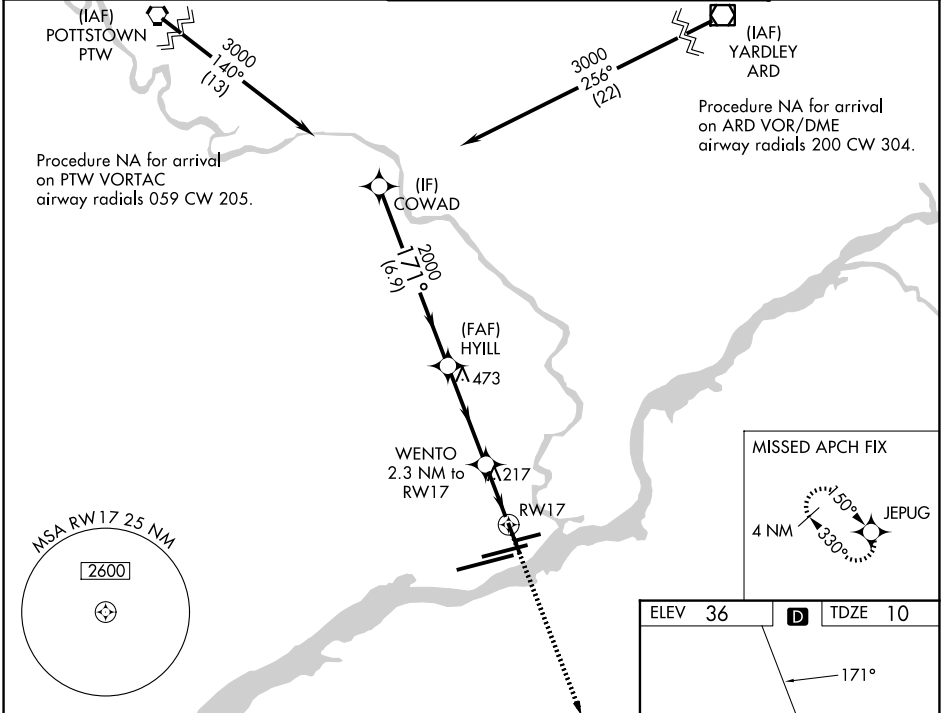 (IAF)
POTTSTOWN
PTW
3000
140°
(13)
3000
256°
(22)
(IAF)
YARDLEY
ARD
Procedure NA for arrival
on ARD VOR/DME
airway radials 200 CW 304.
Procedure NA for arrival
on PTW VORTAC
airway radials 059 CW 205.
(IF)
COWAD
2000
171°
(6.9)
(FAF)
HYILL
473
WENTO
2.3 NM to
RW17
217
RW17
MISSED APCH FIX
4 NM
150°
330°
JEPUG
MSA RW17 25 NM
2600
ELEV 36 D TDZE 10
171°